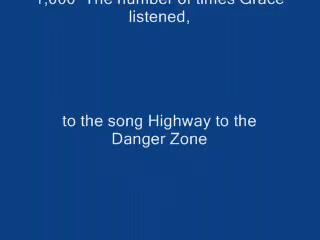 1,000 The number of times Grace
listened,
to the song Highway to the
Danger Zone